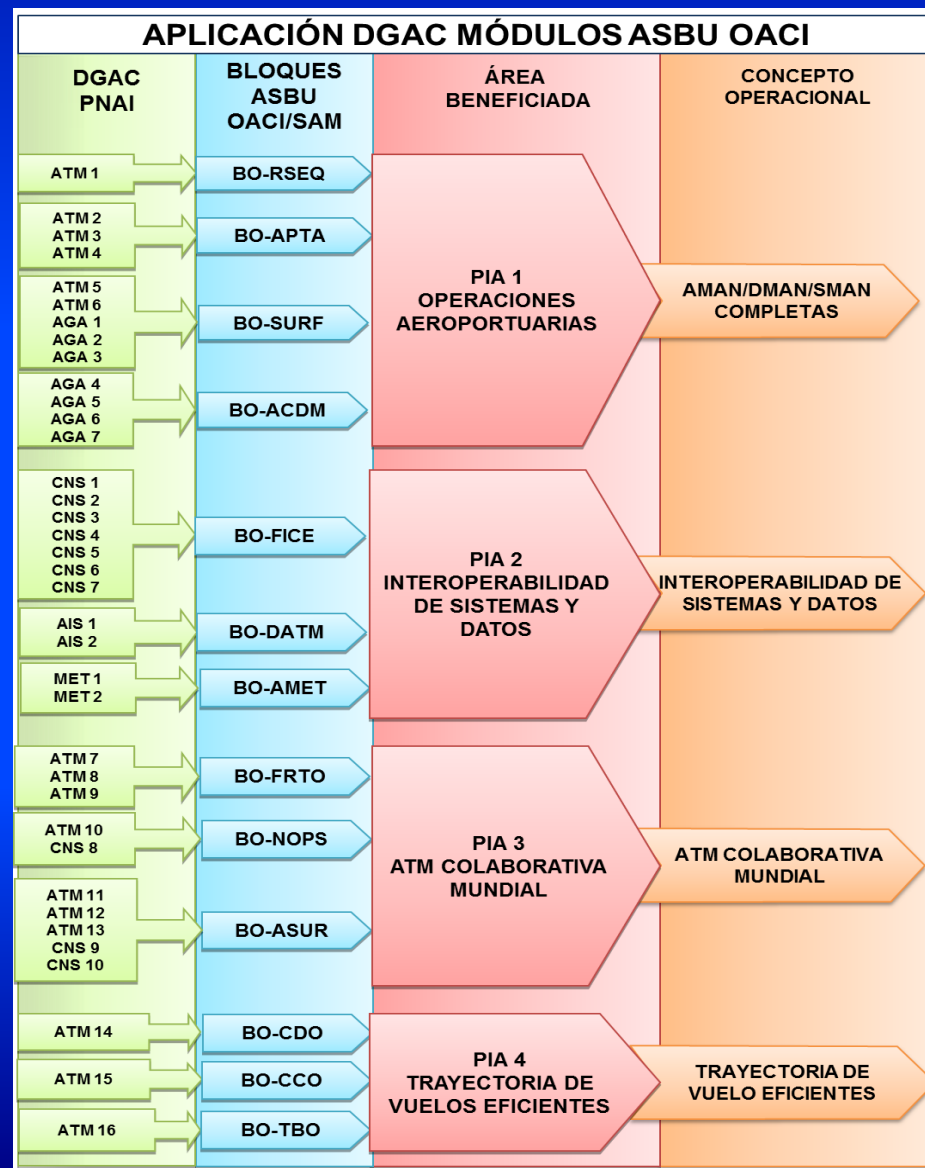 APLICACIÓN DGAC MÓDULOS ASBU OACI
DGAC
PNAI
BLOQUES
ASBU
OACI/SAM
ÁREA
BENEFICIADA
CONCEPTO
OPERACIONAL
ATM 1
BO-RSEQ
ATM 2
ATM 3
ATM 4
BO-APTA
ATM 5
ATM 6
AGA 1
AGA 2
AGA 3
BO-SURF
AGA 4
AGA 5
AGA 6
AGA 7
BO-ACDM
PIA 1
OPERACIONES
AEROPORTUARIAS
AMAN/DMAN/SMAN
COMPLETAS
CNS 1
CNS 2
CNS 3
CNS 4
CNS 5
CNS 6
CNS 7
BO-FICE
AIS 1
AIS 2
BO-DATM
MET 1
MET 2
BO-AMET
PIA 2
INTEROPERABILIDAD
DE SISTEMAS Y
DATOS
INTEROPERABILIDAD DE
SISTEMAS Y DATOS
ATM 7
ATM 8
ATM 9
BO-FRTO
ATM 10
CNS 8
BO-NOPS
ATM 11
ATM 12
ATM 13
CNS 9
CNS 10
BO-ASUR
PIA 3
ATM COLABORATIVA
MUNDIAL
ATM COLABORATIVA
MUNDIAL
ATM 14
BO-CDO
ATM 15
BO-CCO
ATM 16
BO-TBO
PIA 4
TRAYECTORIA DE
VUELOS EFICIENTES
TRAYECTORIA DE
VUELO EFICIENTES